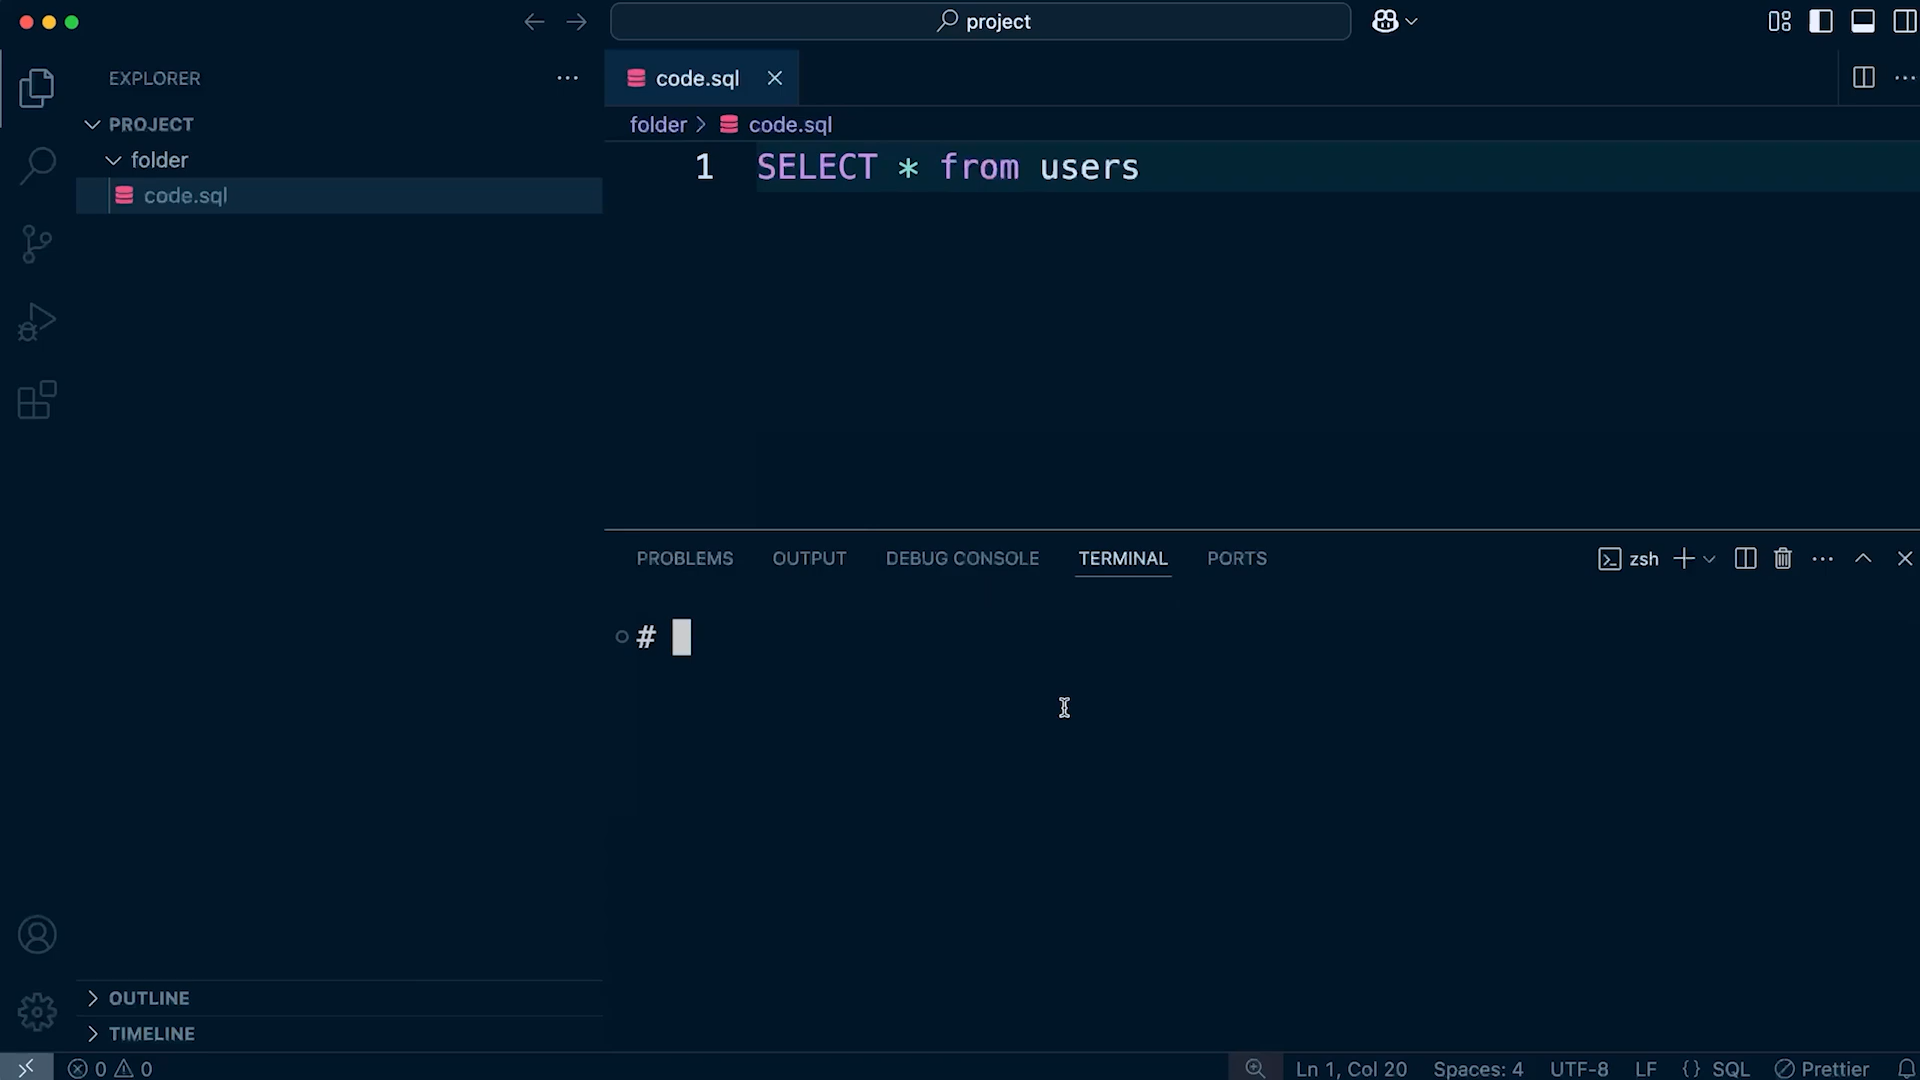 project
EXPLORER
PROJECT
folder
code.sql
code.sql
folder > code.sql
1 SELECT * from users
PROBLEMS OUTPUT DEBUG CONSOLE TERMINAL PORTS
zsh
#
OUTLINE
TIMELINE
0 0
Ln 1, Col 20 Spaces: 4 UTF-8 LF {} SQL Prettier